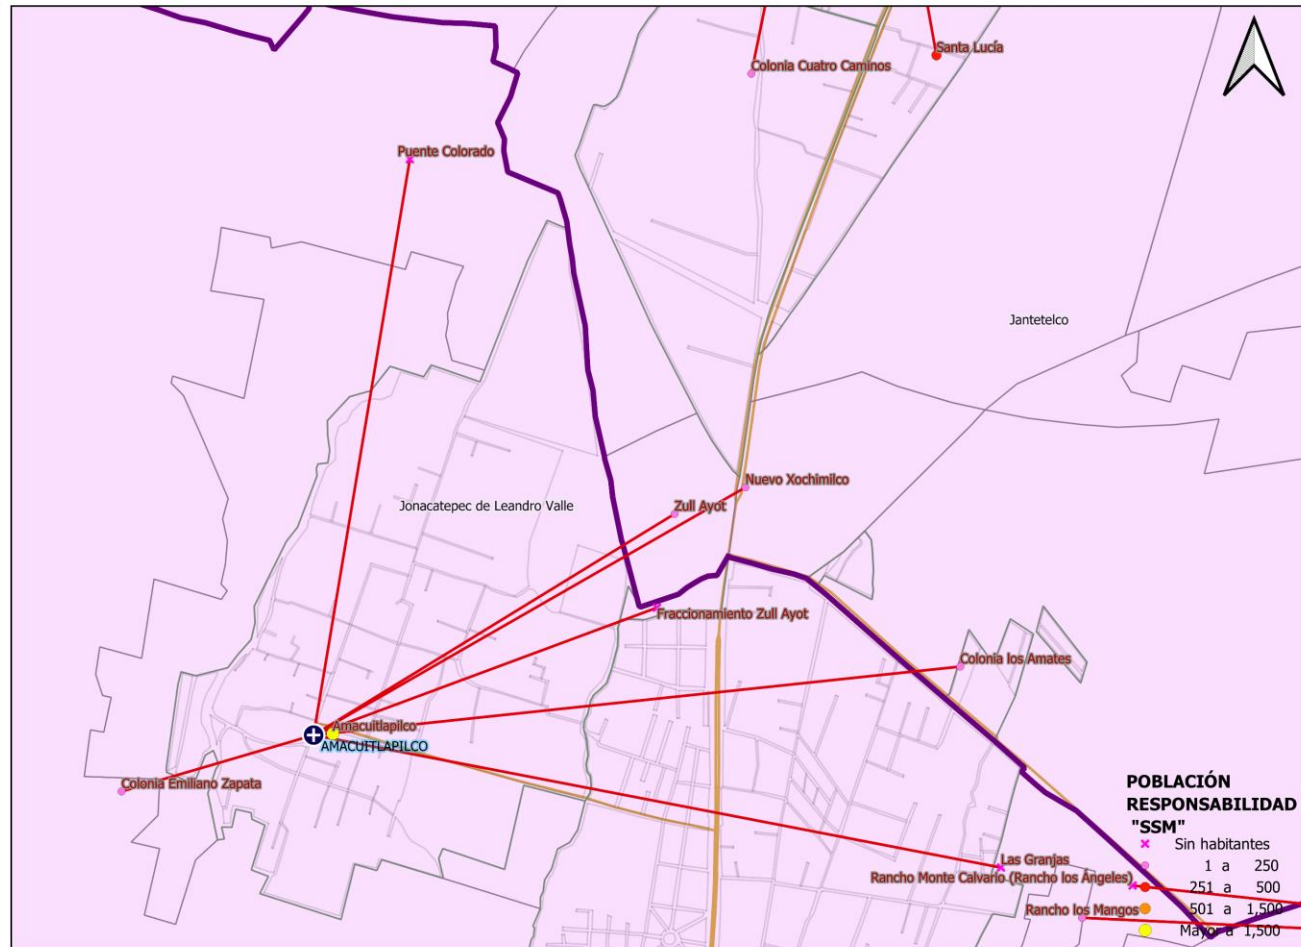 Santa Lucía
Colonia Cuatro Caminos
Puente Colorado
Jantetelco
Nuevo Xochimilco
Jonacatepec de Leandro Valle
Zull Ayot
Fraccionamiento Zull Ayot
Colonia los Amates
Amacuitlapilco
AMACUITLAPILCO
Colonia Emiliano Zapata
Las Granjas
Rancho Monte Calvario (Rancho los Ángeles)
Rancho los Mangos
POBLACIÓN
RESPONSABILIDAD
"SSM"
Sin habitantes
1 a 250
251 a 500
501 a 1,500
Mayor a 1,500